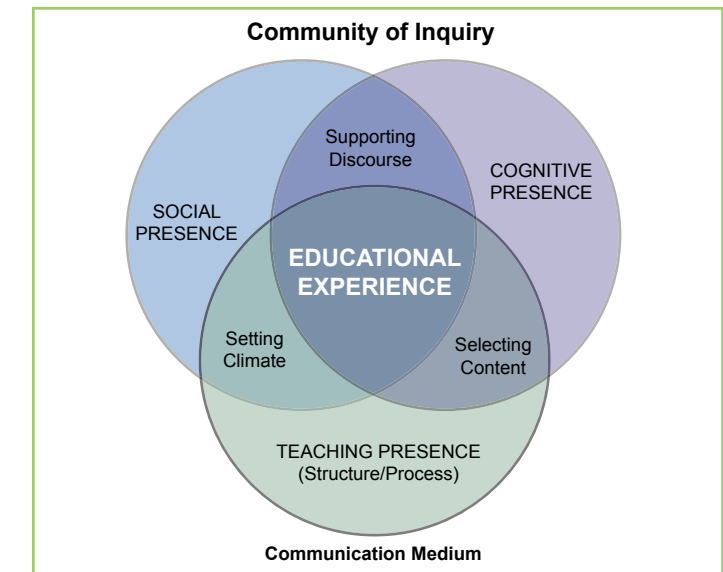 Community of Inquiry
Supporting
Discourse
COGNITIVE
PRESENCE
SOCIAL
PRESENCE
EDUCATIONAL
EXPERIENCE
Setting
Climate
Selecting
Content
TEACHING PRESENCE
(Structure/Process)
Communication Medium